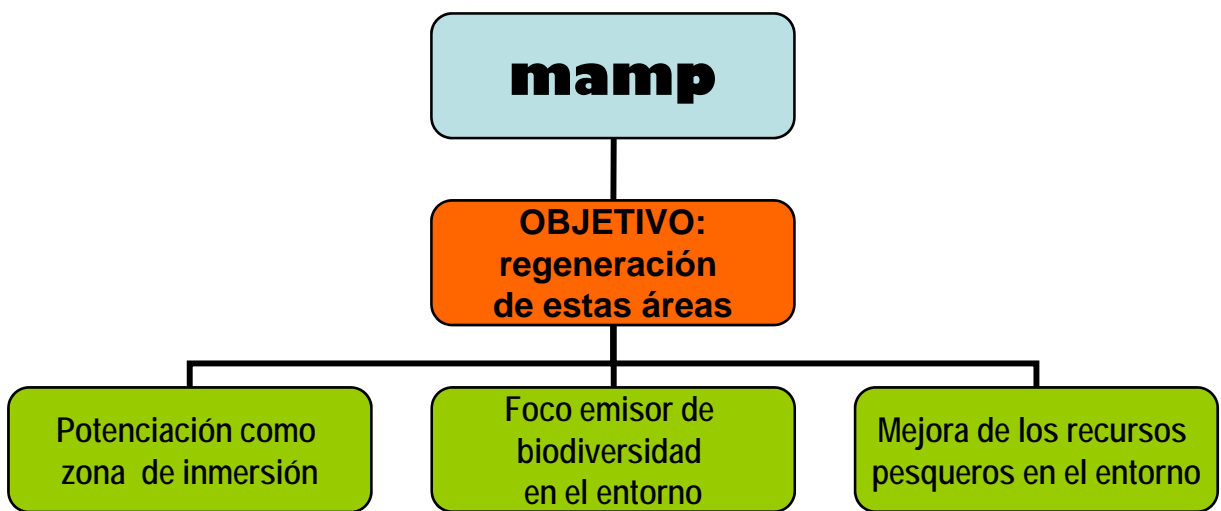 mamp
OBJETIVO:
regeneración
de estas áreas
Potenciación como
zona de inmersión
Foco emisor de
biodiversidad
en el entorno
Mejora de los recursos
pesqueros en el entorno